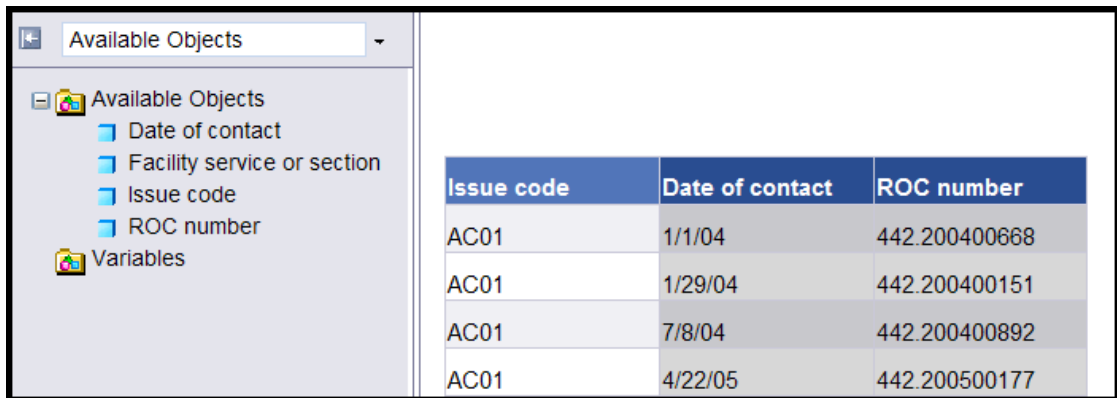 Available Objects
Available Objects
Date of contact
Facility service or section
Issue code
ROC number
Variables
Issue code Date of contact ROC number
AC01 1/1/04 442.200400668
AC01 1/29/04 442.200400151
AC01 7/8/04 442.200400892
AC01 4/22/05 442.200500177